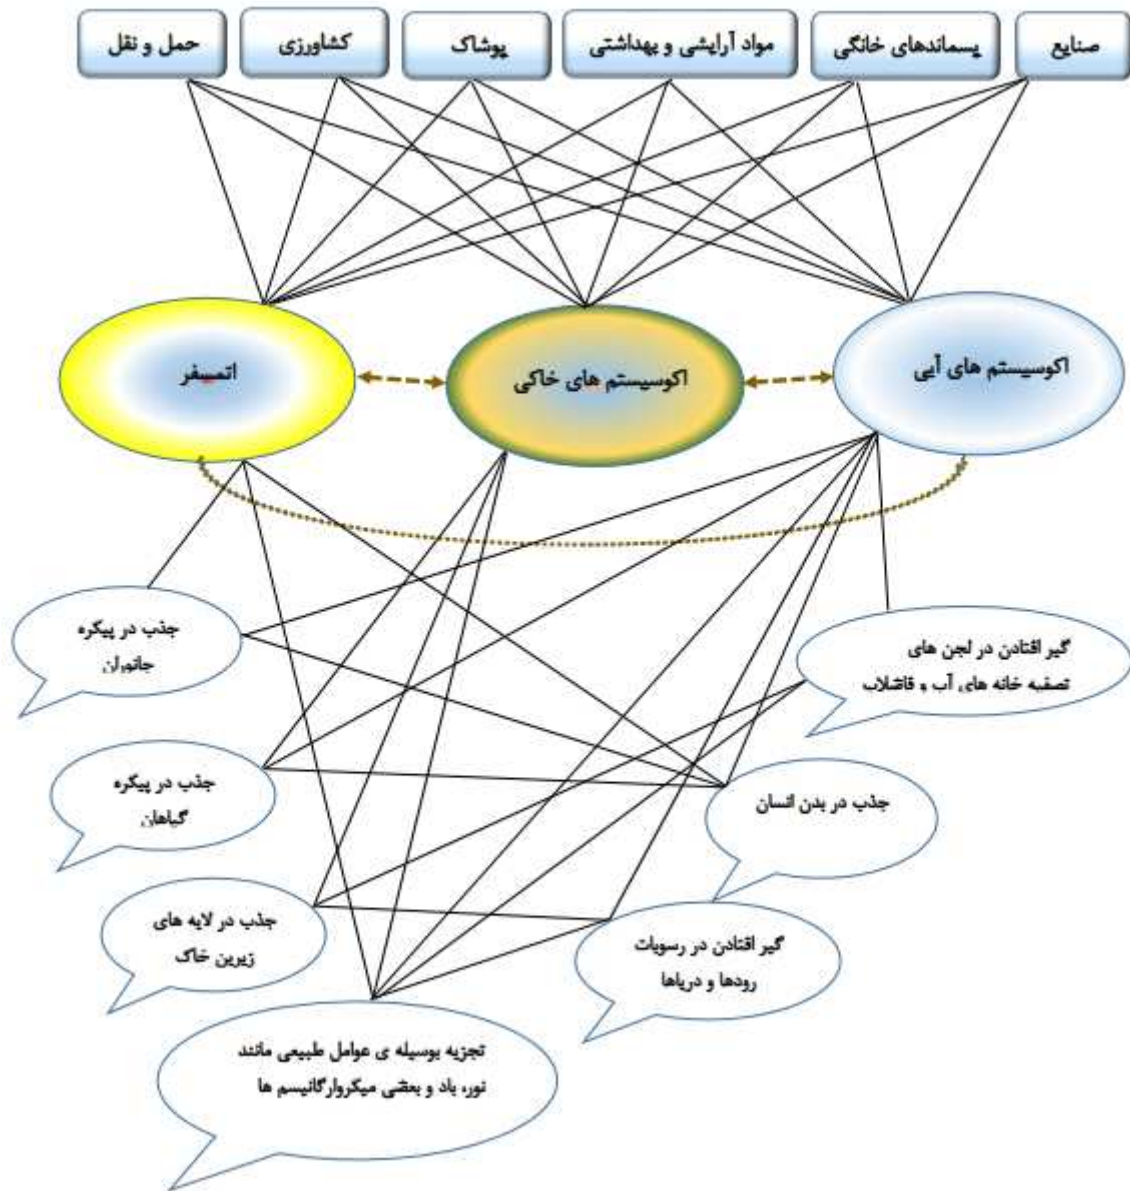 صنایع
پسماندهای خانگی
مواد آرایشی و بهداشتی
پوشاک
کشاورزی
حمل و نقل
اکوسیستم های آبی
اکوسیستم های خاکی
اتمسفر
جذب در پیکره
جانوران
گیر افتادن در لجن های
تصفیه خانه های آب و فاضلاب
جذب در پیکره
گیاهان
جذب در بدن انسان
جذب در لایه های
زیرین خاک
گیر افتادن در رسوبات
رودها و دریاها
تجزیه بوسیله ی عوامل طبیعی مانند
نور، باد و بعضی میکروارگانیسم ها